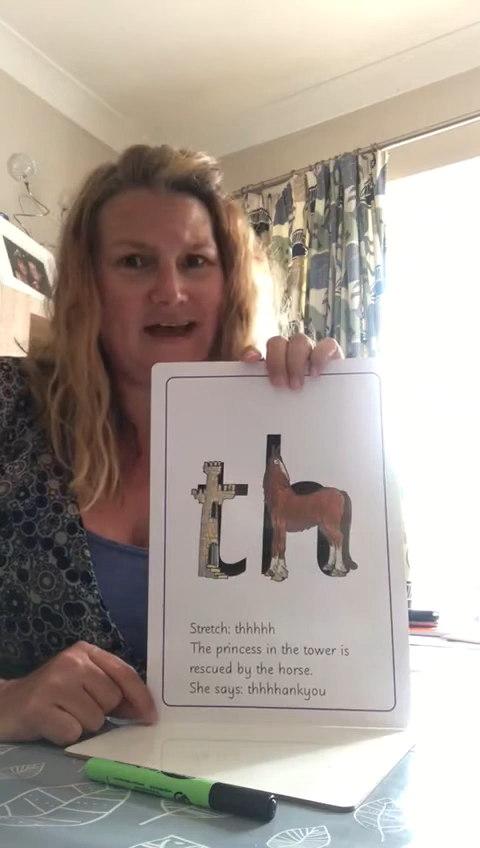 th
Stretch: thhhhh
The princess in the tower is
rescued by the horse.
She says: thhhhankyou